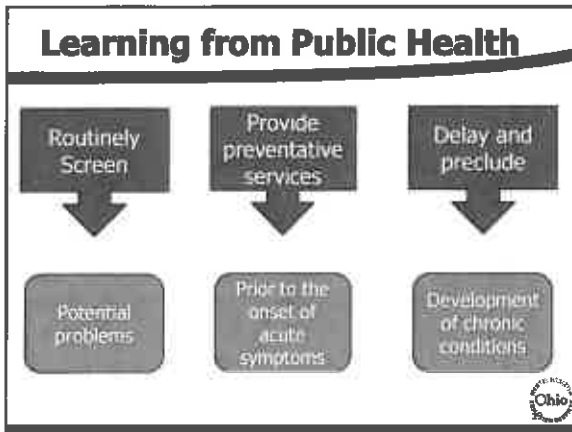 Learning from Public Health
Routinely
Screen
Provide
preventative
services
Delay and
preclude
Potential
problems
Prior to the
onset of
acute
symptoms
Development
of chronic
conditions
Ohio